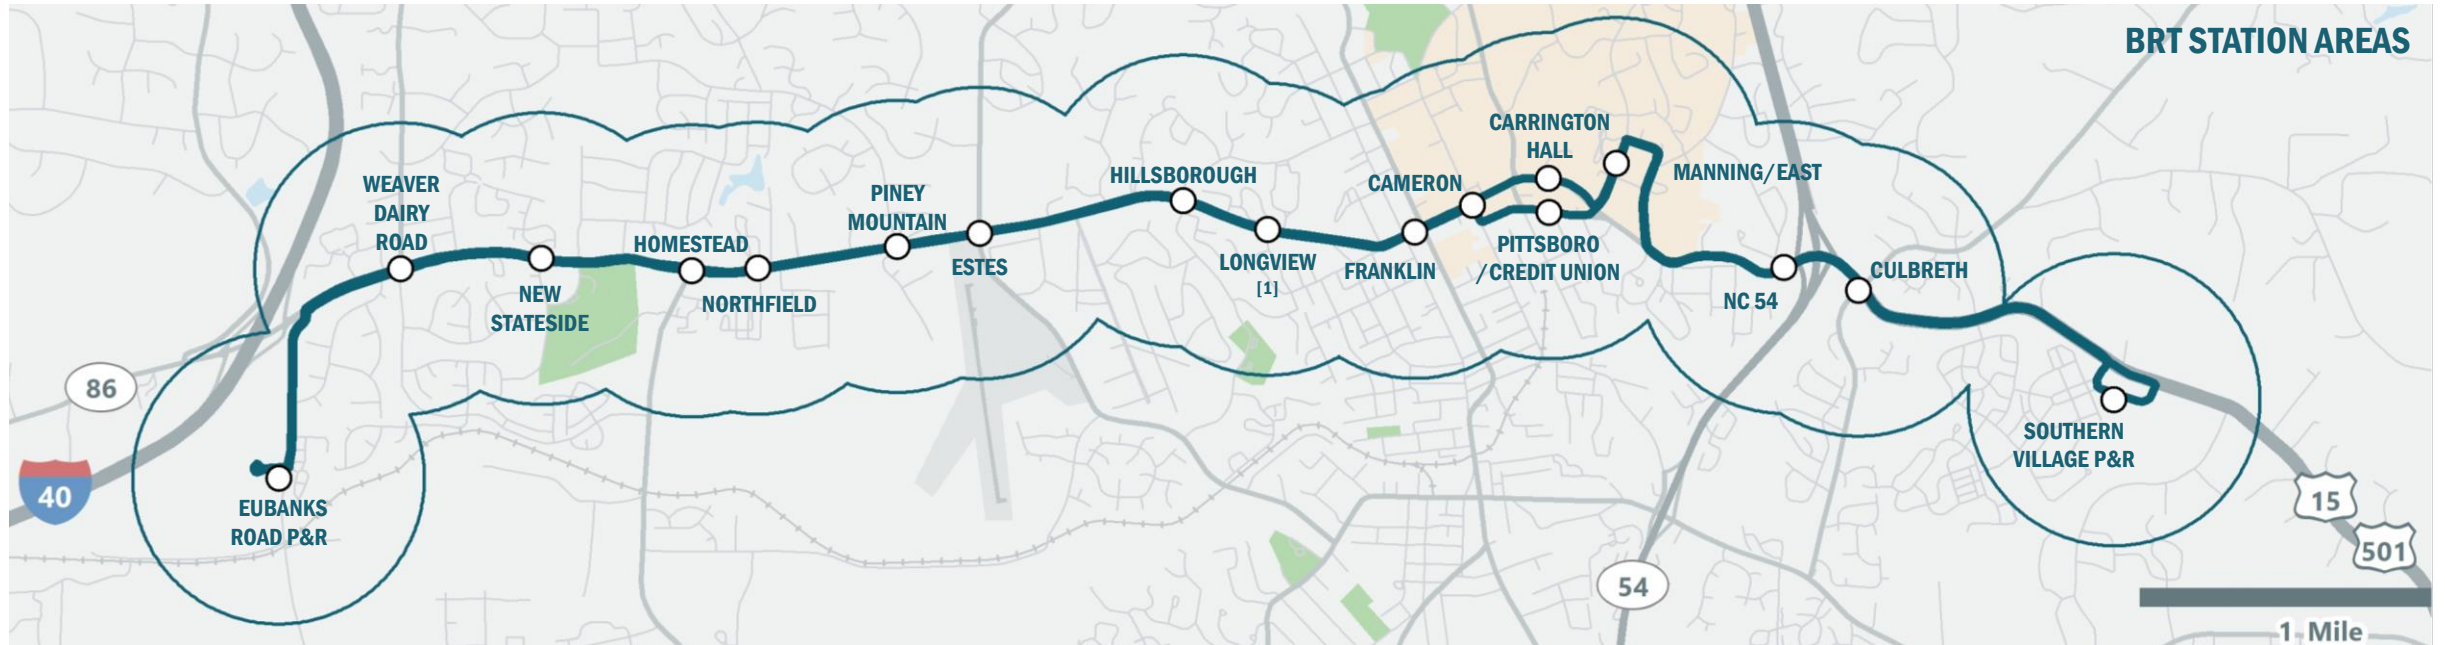 BRT STATION AREAS
WEAVER
DAIRY
ROAD
NEW
STATESIDE
HOMESTEAD
NORTHFIELD
PINEY
MOUNTAIN
ESTES
HILLSBOROUGH
LONGVIEW
[1]
FRANKLIN
CAMERON
CARRINGTON
HALL
PITTSBORO
/CREDIT UNION
MANNING/EAST
NC 54
CULBRETH
SOUTHERN
VILLAGE P&R
EUBANKS
ROAD P&R
86
40
54
15
501
1 Mile